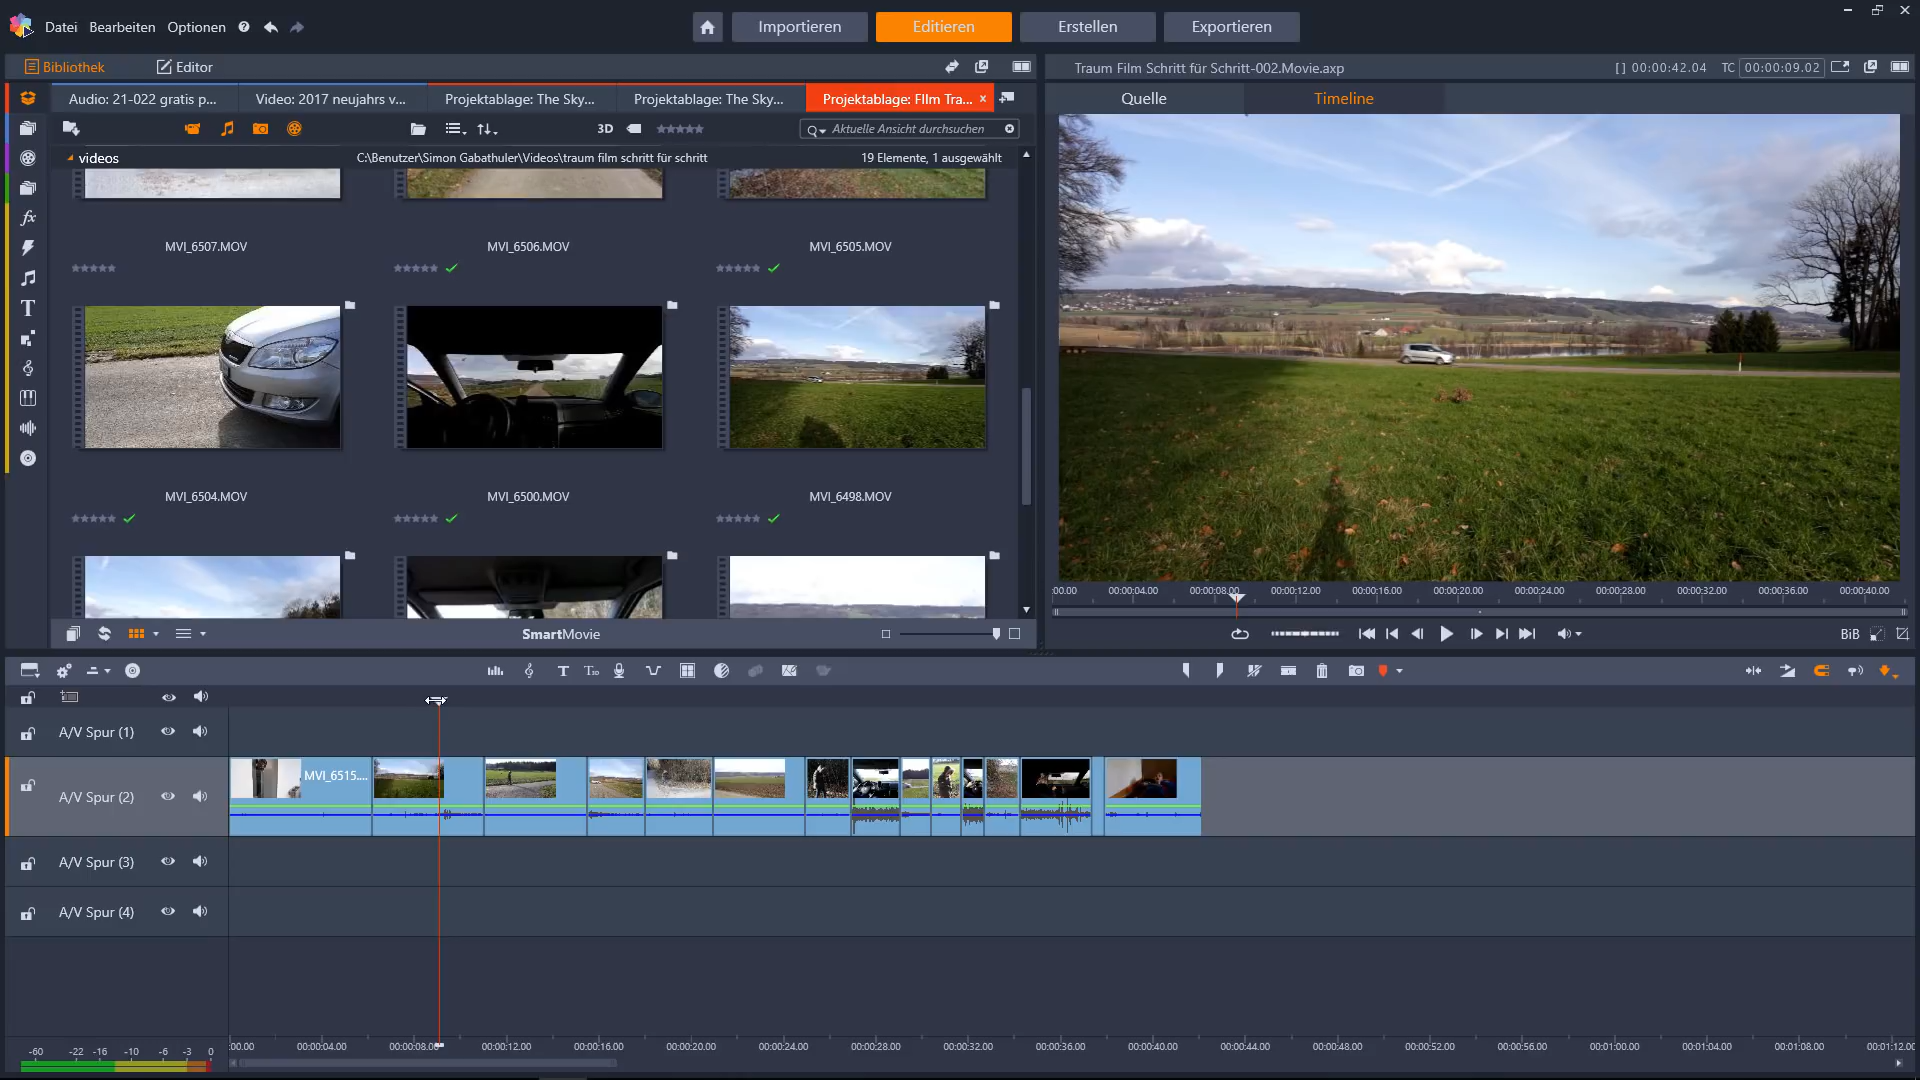 Datei Bearbeiten Optionen
Importieren Editieren Erstellen Exportieren
Bibliothek Editor
Traum Film Schritt für Schritt-002.Movie.axp
[] 00:00:42.04 TC 00:00:09.02
Audio: 21-022 gratis p... Video: 2017 neujahrs v... Projektablage: The Sky... Projektablage: The Sky... Projektablage: FIlm Tra... x
Quelle Timeline
3D Aktuelle Ansicht durchsuchen
videos C:\Benutzer\Simon Gabathuler\Videos\traum film schritt für schritt 19 Elemente, 1 ausgewählt
MVI_6507.MOV MVI_6506.MOV MVI_6505.MOV
MVI_6504.MOV MVI_6500.MOV MVI_6498.MOV
:00.00 00:00:04.00 00:00:08.00 00:00:12.00 00:00:16.00 00:00:20.00 00:00:24.00 00:00:28.00 00:00:32.00 00:00:36.00 00:00:40.00
SmartMovie
BiB
A/V Spur (1)
A/V Spur (2) MVI_6515....
A/V Spur (3)
A/V Spur (4)
:00.00 00:00:04.00 00:00:08.00 00:00:12.00 00:00:16.00 00:00:20.00 00:00:24.00 00:00:28.00 00:00:32.00 00:00:36.00 00:00:40.00 00:00:44.00 00:00:48.00 00:00:52.00 00:00:56.00 00:01:00.00 00:01:04.00 00:01:08.00 00:01:12.00
-60 -22 -16 -10 -6 -3 0